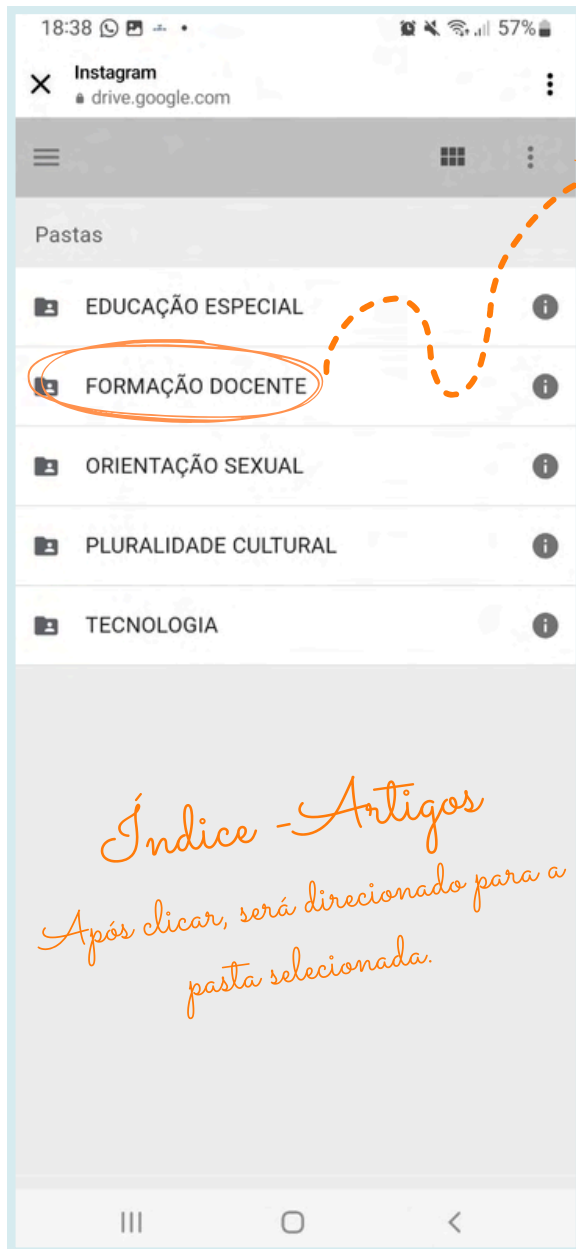 18:38
57%
Instagram
drive.google.com
Pastas
EDUCAÇÃO ESPECIAL
FORMAÇÃO DOCENTE
ORIENTAÇÃO SEXUAL
PLURALIDADE CULTURAL
TECNOLOGIA
Índice -Artigos
Após clicar, será direcionado para a
pasta selecionada.